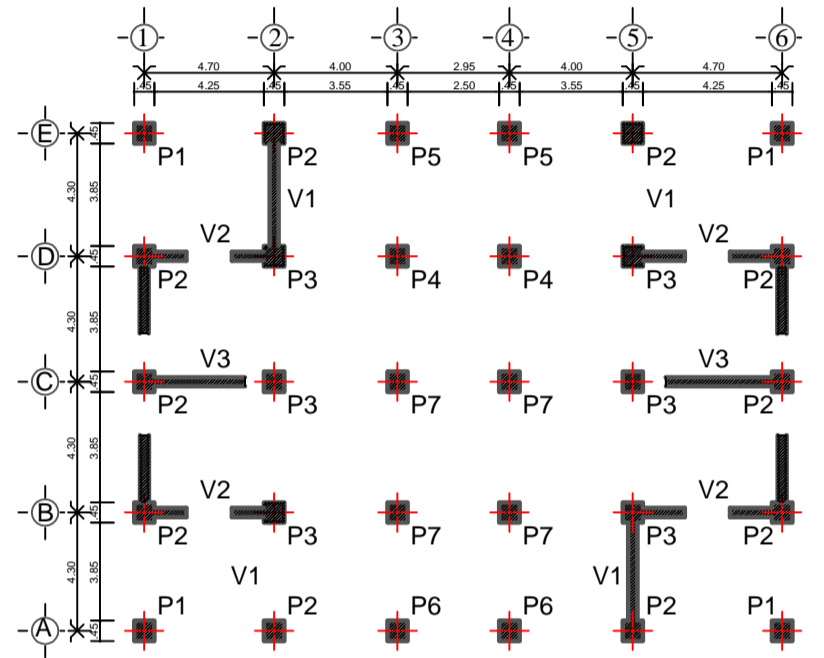 1 2 3 4 5 6
4.70 4.00 2.95 4.00 4.70
.45 4.25 .45 3.55 .45 2.50 .45 3.55 .45 4.25 .45
E .45
P1 P2 P5 P5 P2 P1
4.30 3.85 V1 V1
V2 V2
D .45
P2 P3 P4 P4 P3 P2
4.30 3.85
V3 V3
C .45
P2 P3 P7 P7 P3 P2
4.30 3.85
V2 V2
B .45
P2 P3 P7 P7 P3 P2
4.30 3.85 V1 V1
P1 P2 P6 P6 P2 P1
A .45